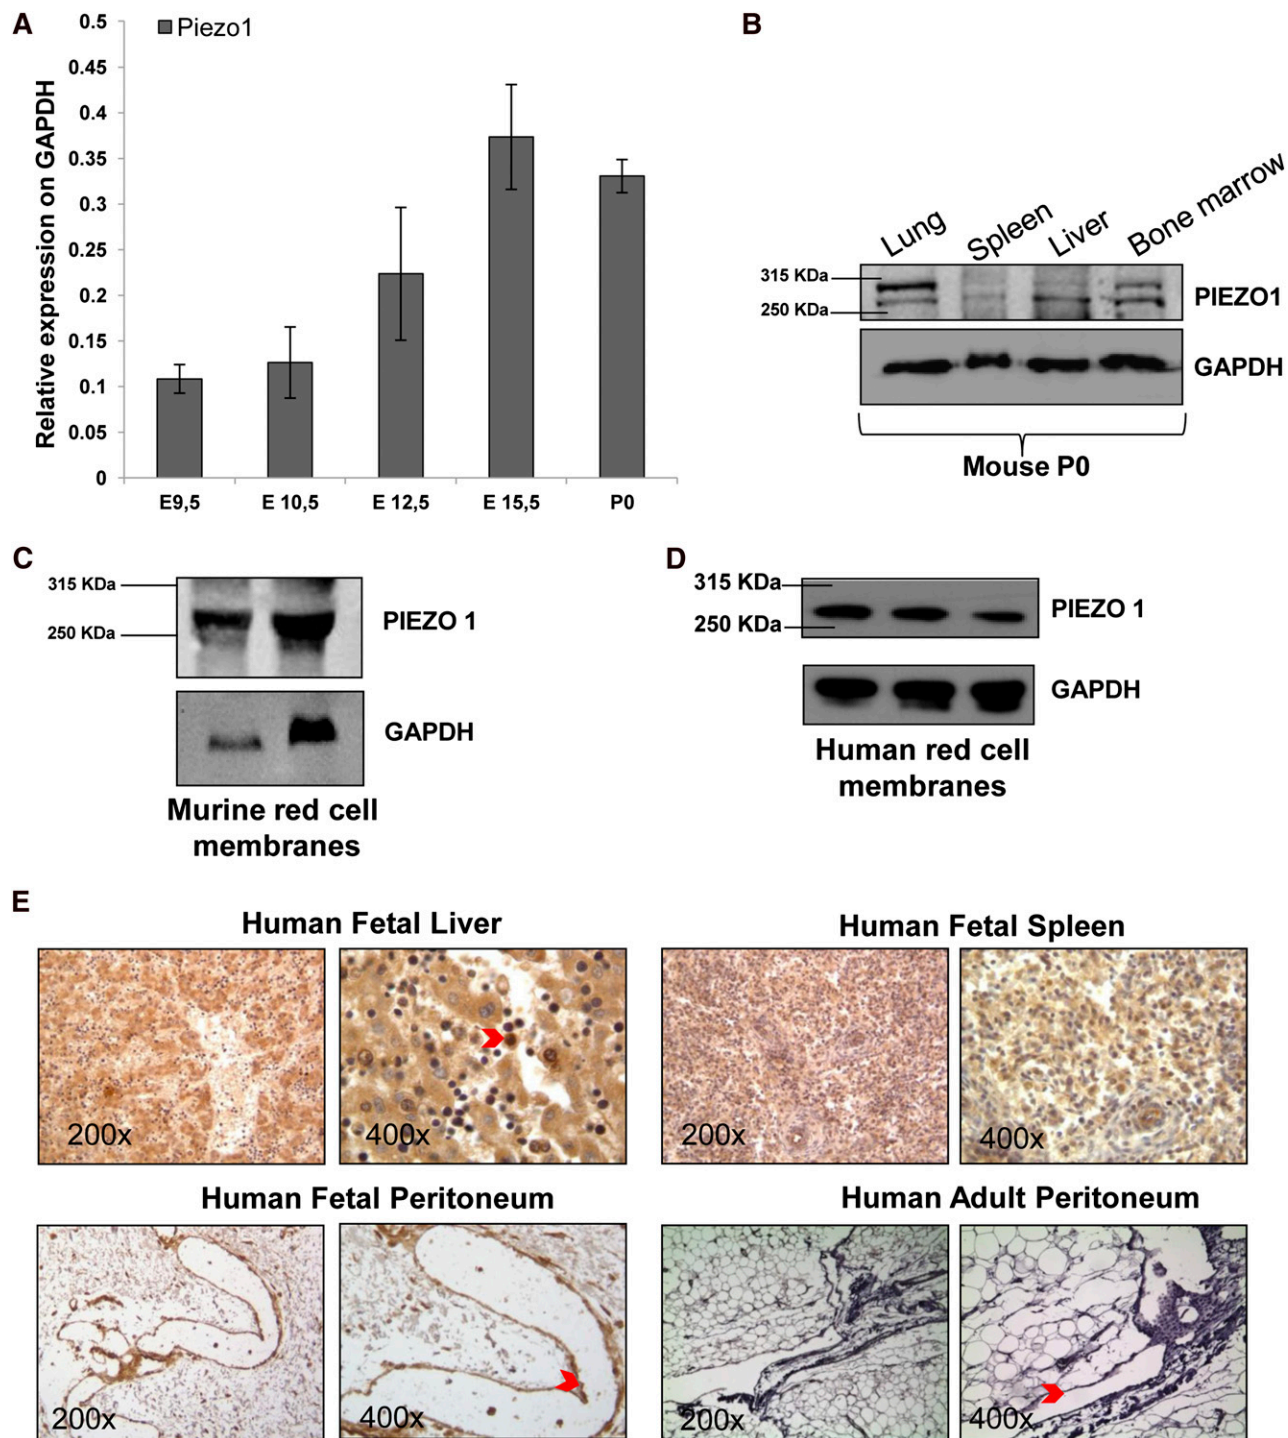 A
Piezo1
Relative expression on GAPDH
0.5
0.45
0.4
0.35
0.3
0.25
0.2
0.15
0.1
0.05
0
E9,5
E 10,5
E 12,5
E 15,5
P0
B
Lung
Spleen
Liver
Bone marrow
315 KDa
250 KDa
PIEZO1
GAPDH
Mouse P0
C
315 KDa
250 KDa
PIEZO 1
GAPDH
Murine red cell
membranes
D
315 KDa
250 KDa
PIEZO 1
GAPDH
Human red cell
membranes
E
Human Fetal Liver
200x
400x
Human Fetal Spleen
200x
400x
Human Fetal Peritoneum
200x
400x
Human Adult Peritoneum
200x
400x